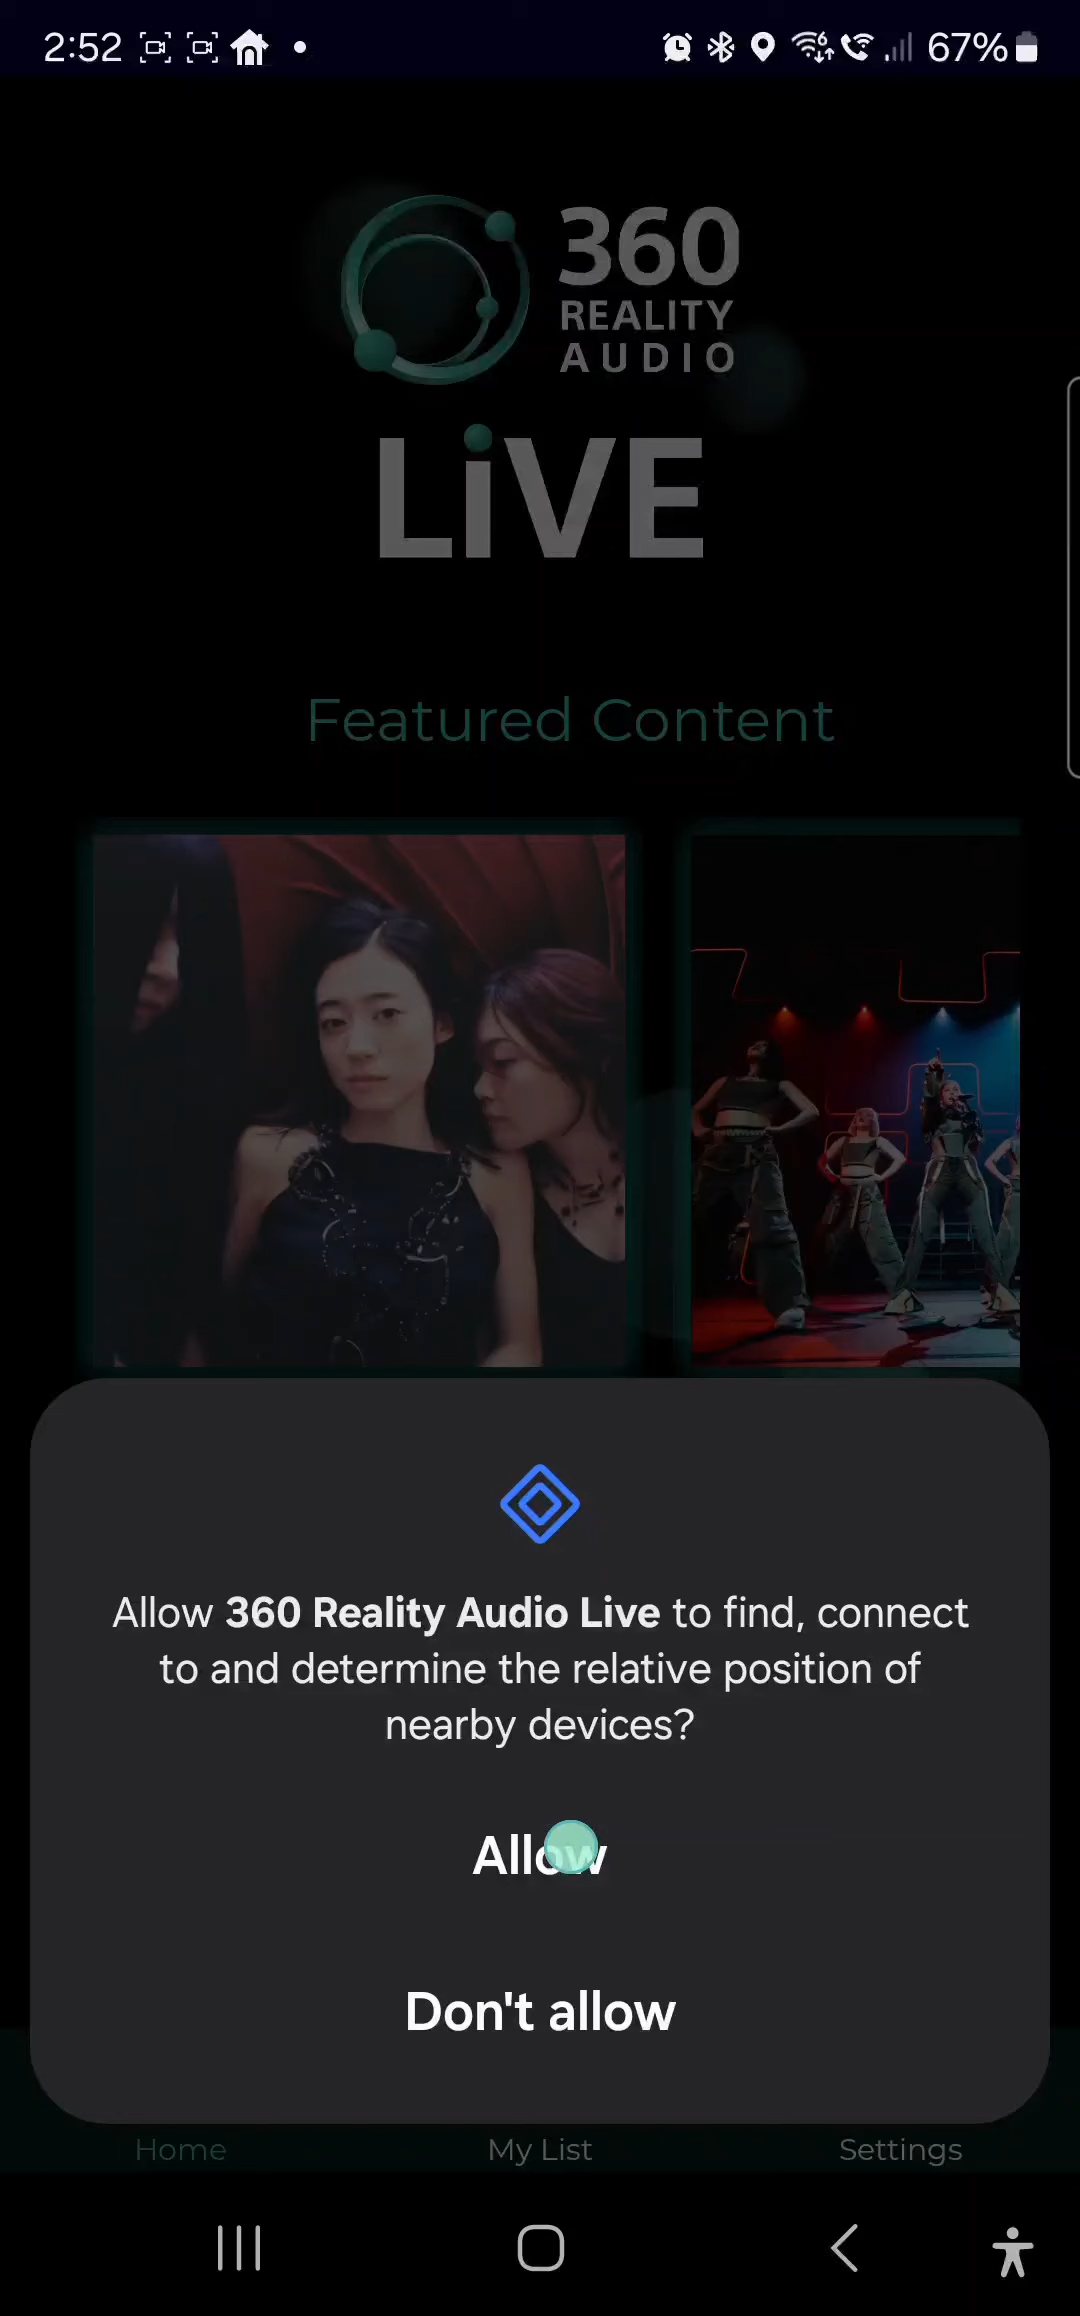 2:52
67%
360
REALITY
AUDIO
LiVE
Featured Content
Allow 360 Reality Audio Live to find, connect
to and determine the relative position of
nearby devices?
Allow
Don't allow
Home
My List
Settings